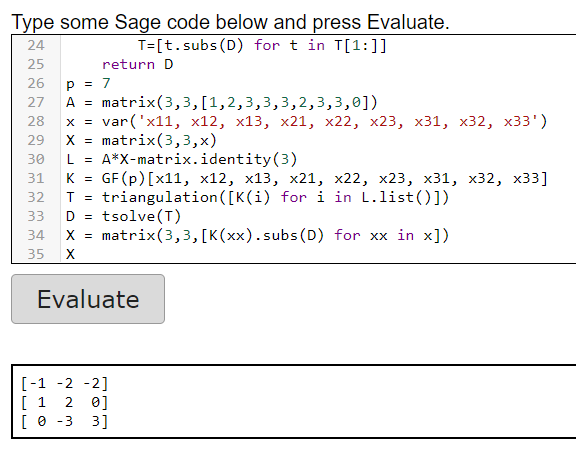 Type some Sage code below and press Evaluate.
24 T=[t.subs(D) for t in T[1:]]
25 return D
26 p = 7
27 A = matrix(3,3,[1,2,3,3,3,2,3,3,0])
28 x = var('x11, x12, x13, x21, x22, x23, x31, x32, x33')
29 X = matrix(3,3,x)
30 L = A*X-matrix.identity(3)
31 K = GF(p)[x11, x12, x13, x21, x22, x23, x31, x32, x33]
32 T = triangulation([K(i) for i in L.list()])
33 D = tsolve(T)
34 X = matrix(3,3,[K(xx).subs(D) for xx in x])
35 X
Evaluate
[-1 -2 -2]
[ 1 2 0]
[ 0 -3 3]